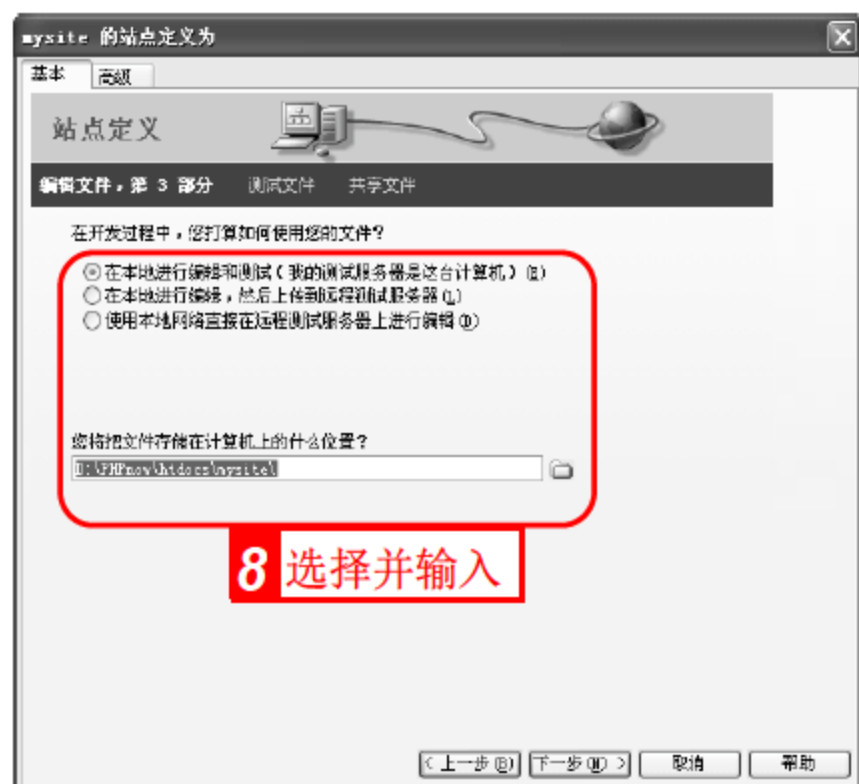 mysite 的站点定义为
基本 高级
站点定义
编辑文件，第 3 部分 测试文件 共享文件
在开发过程中，您打算如何使用您的文件？
在本地进行编辑和测试(我的测试服务器是这台计算机) (E)
在本地进行编辑，然后上传到远程测试服务器(L)
使用本地网络直接在远程测试服务器上进行编辑(D)
您将把文件存储在计算机上的什么位置？
D:\PHPnow\htdocs\mysite\
8 选择并输入
< 上一步(B) 下一步(N) > 取消 帮助